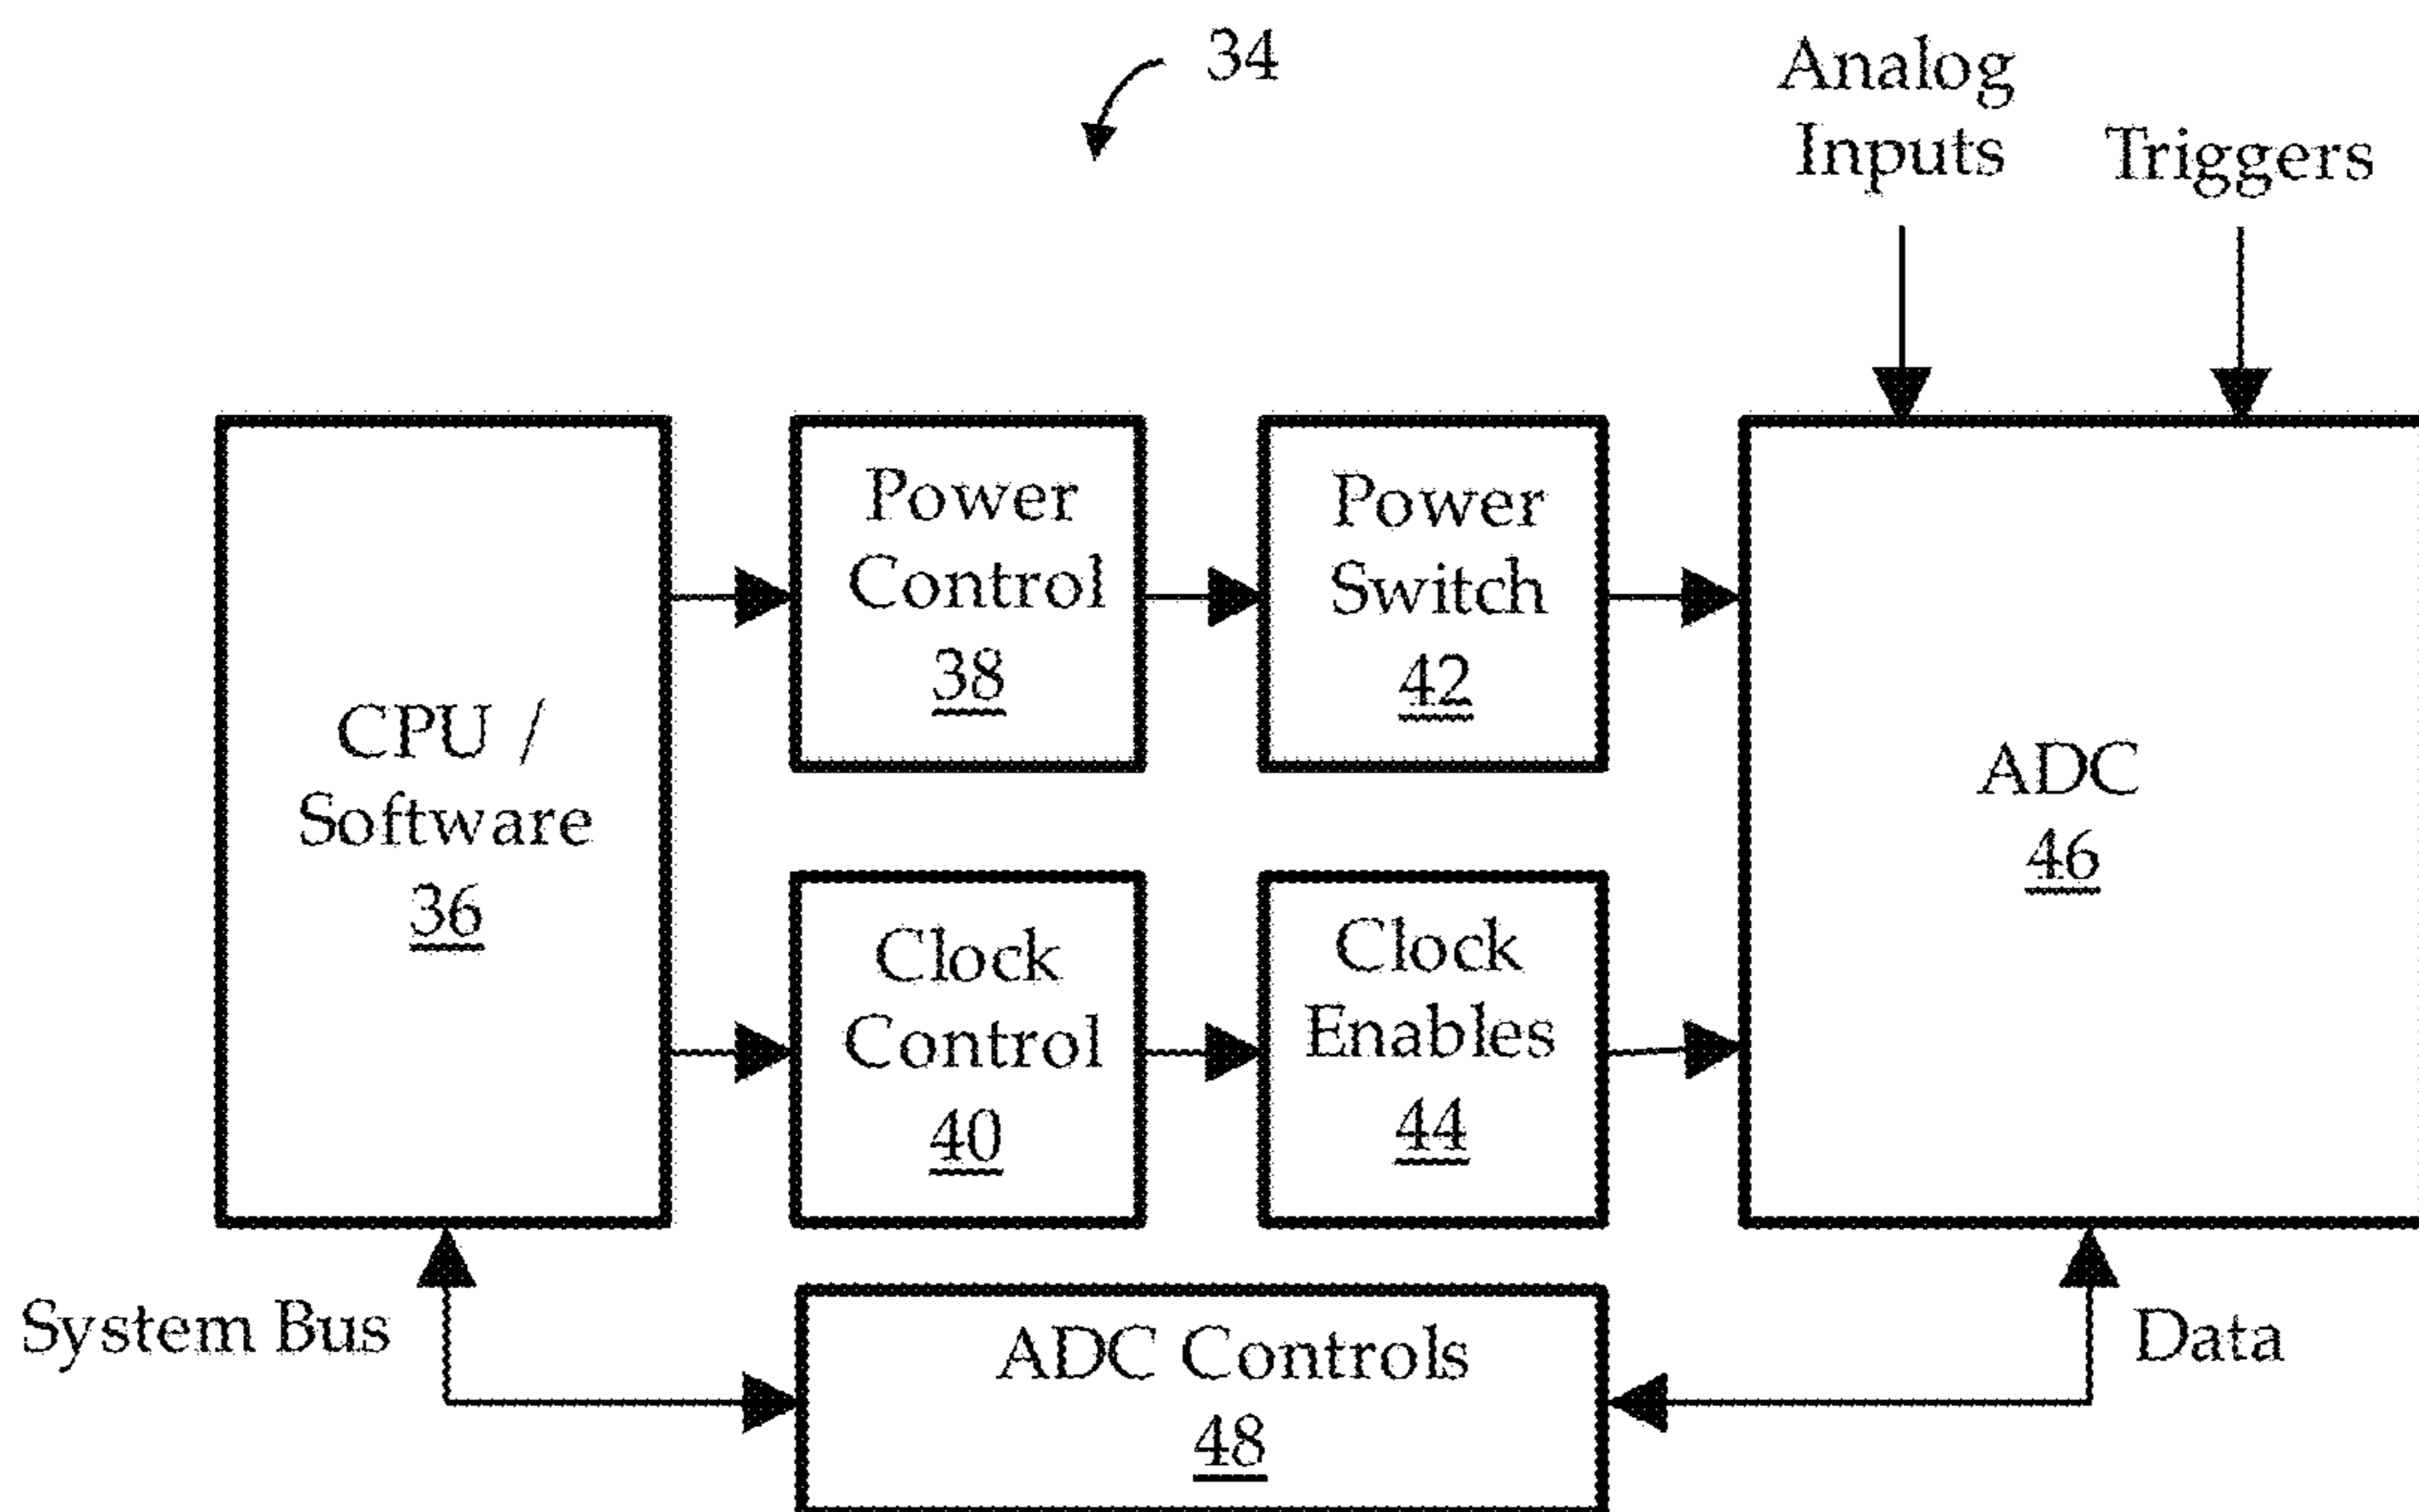 34
Analog
Inputs
Triggers
Power
Control
38
Power
Switch
42
CPU /
Software
36
ADC
46
Clock
Control
40
Clock
Enables
44
System Bus
ADC Controls
48
Data